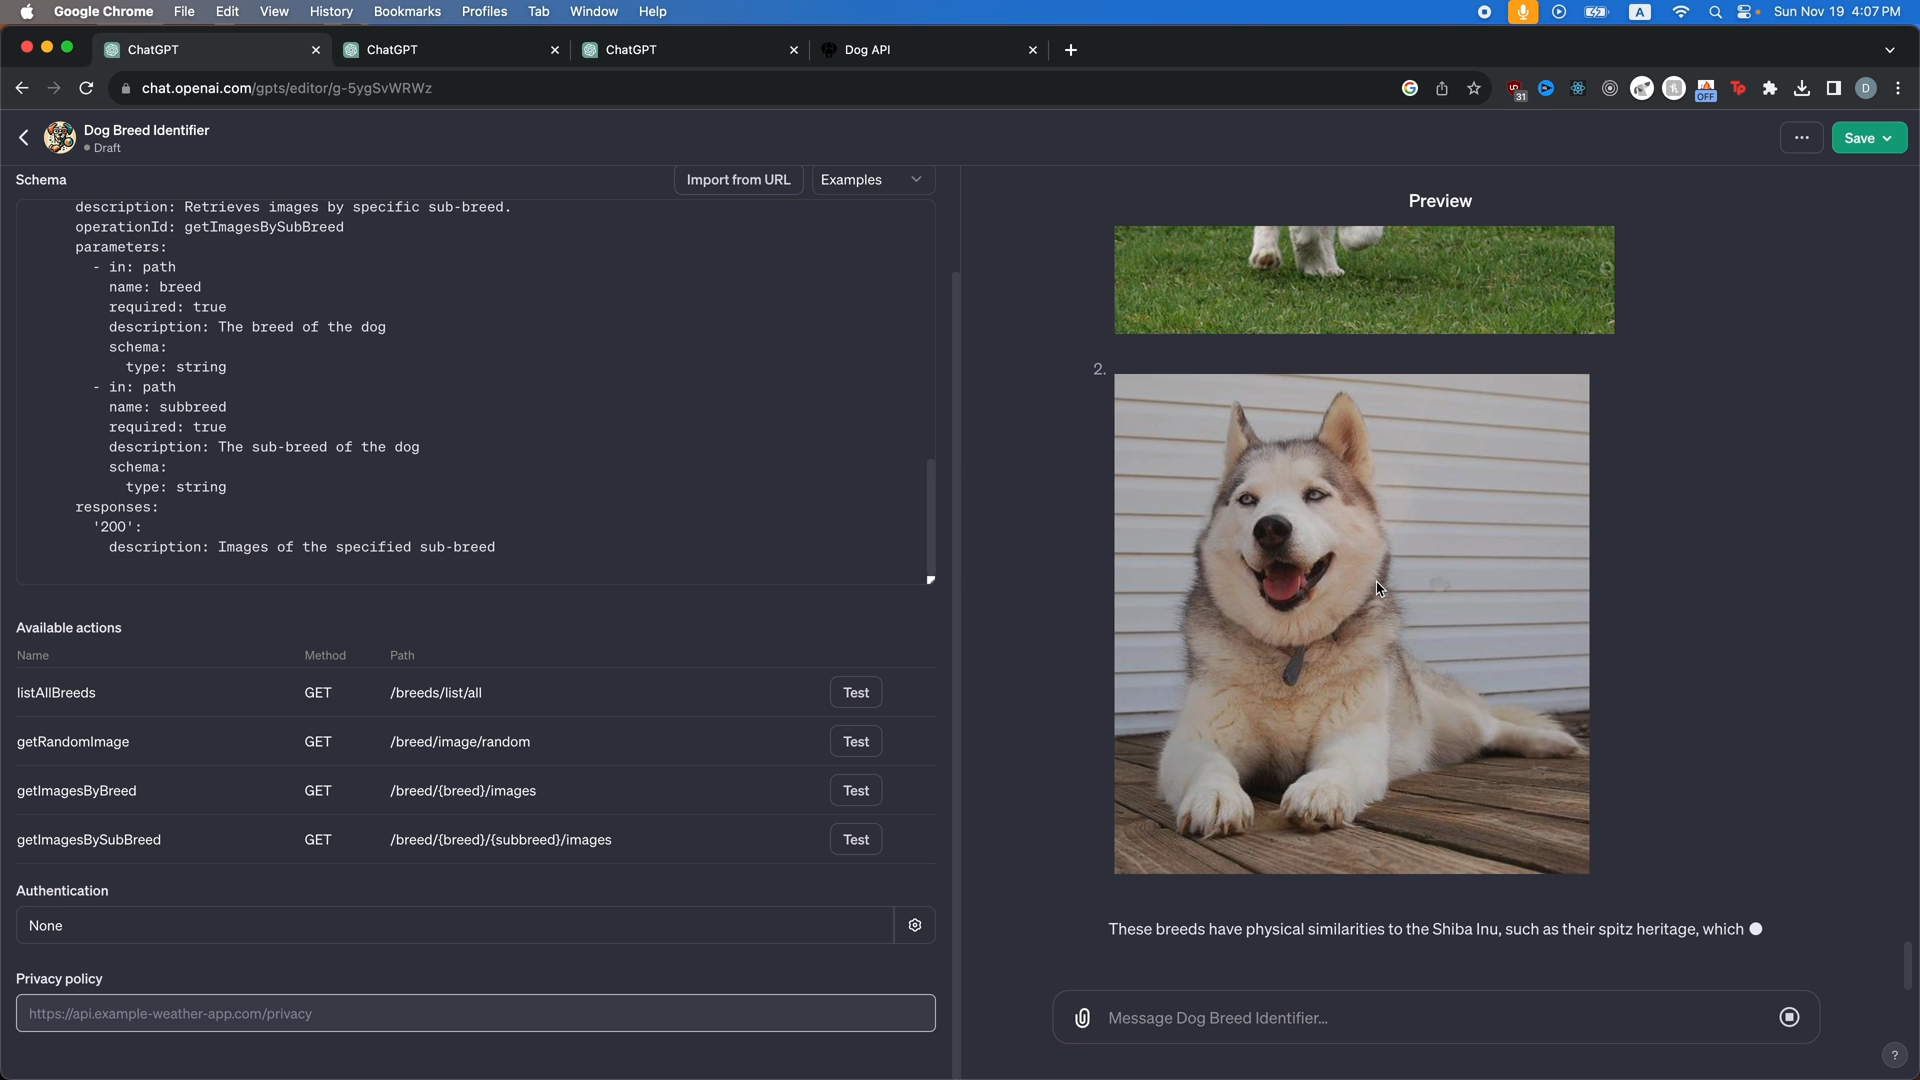 Google Chrome File Edit View History Bookmarks Profiles Tab Window Help A Sun Nov 19 4:07 PM
ChatGPT ChatGPT ChatGPT Dog API
chat.openai.com/gpts/editor/g-5ygSvWRWz 31 OFF Tp D
Dog Breed Identifier
Draft
Save
Schema
Import from URL
Examples
description: Retrieves images by specific sub-breed.
operationId: getImagesBySubBreed
parameters:
- in: path
name: breed
required: true
description: The breed of the dog
schema:
type: string
- in: path
name: subbreed
required: true
description: The sub-breed of the dog
schema:
type: string
responses:
'200':
description: Images of the specified sub-breed
Available actions
Name Method Path
listAllBreeds GET /breeds/list/all Test
getRandomImage GET /breed/image/random Test
getImagesByBreed GET /breed/{breed}/images Test
getImagesBySubBreed GET /breed/{breed}/{subbreed}/images Test
Authentication
None
Privacy policy
https://api.example-weather-app.com/privacy
Preview
2.
These breeds have physical similarities to the Shiba Inu, such as their spitz heritage, which
Message Dog Breed Identifier...
?